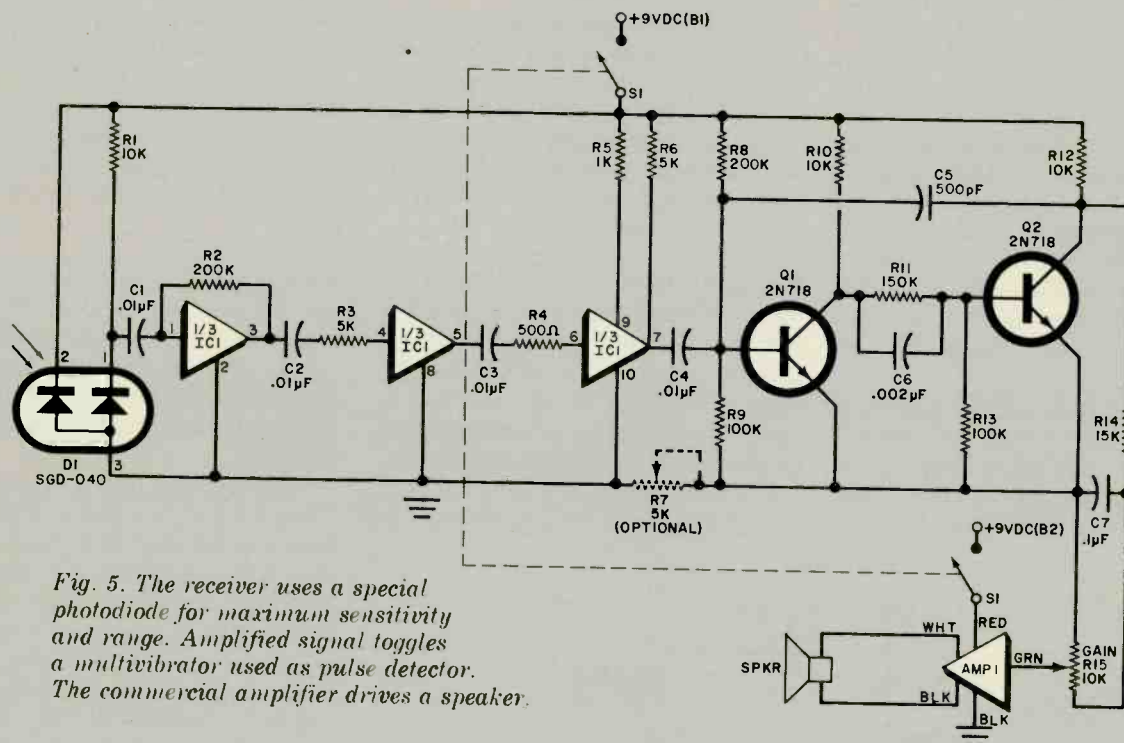 +9VDC(B1)
S1
R1
10K
R5
1K
R6
5K
R8
200K
R10
10K
R12
10K
C5
500pF
Q2
2N718
R2
200K
C1
.01µF
1
1/3
IC1
3
2
C2
.01µF
R3
5K
4
1/3
IC1
5
8
C3
.01µF
R4
500Ω
6
1/3
IC1
9
7
10
C4
.01µF
Q1
2N718
R11
150K
C6
.002µF
R9
100K
R13
100K
R14
15K
2
1
D1
3
SGD-040
R7
5K
(OPTIONAL)
C7
.1µF
+9VDC(B2)
S1
RED
WHT
SPKR
AMP1
GRN
GAIN
R15
10K
BLK
BLK
Fig. 5. The receiver uses a special
photodiode for maximum sensitivity
and range. Amplified signal toggles
a multivibrator used as pulse detector.
The commercial amplifier drives a speaker.